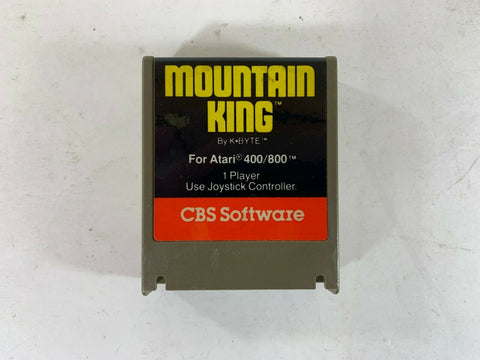 MOUNTAIN
KING™
By K•BYTE™
For Atari® 400/800™
1 Player
Use Joystick Controller.
CBS Software